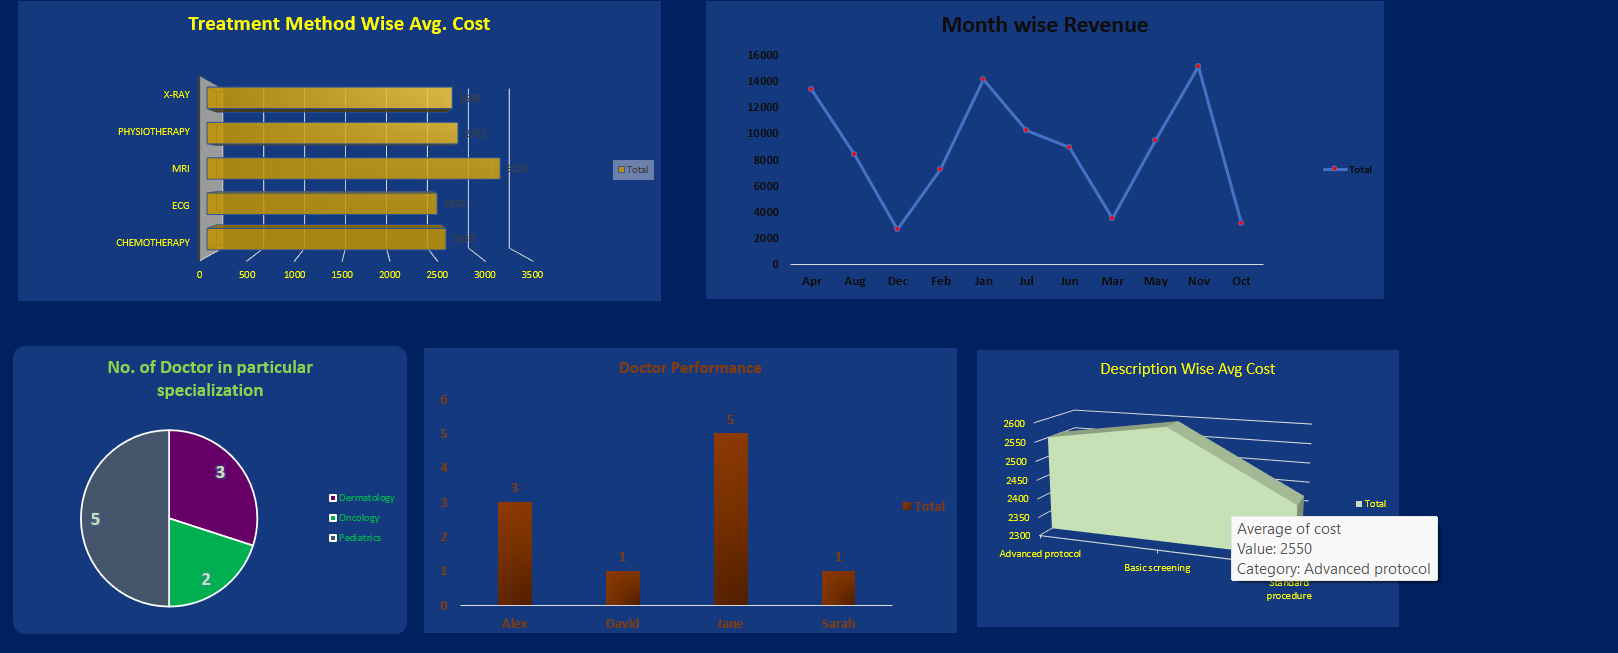 Treatment Method Wise Avg. Cost
X-RAY
PHYSIOTHERAPY
MRI
ECG
CHEMOTHERAPY
0 500 1000 1500 2000 2500 3000 3500
Total
Month wise Revenue
16000
14000
12000
10000
8000
6000
4000
2000
0
Apr Aug Dec Feb Jan Jul Jun Mar May Nov Oct
Total
No. of Doctor in particular
specialization
3
5
2
Dermatology
Oncology
Pediatrics
Doctor Performance
6
5
4
3
2
1
0
3 1 5 1
Alex David Jane Sarah
Total
Description Wise Avg Cost
2600
2550
2500
2450
2400
2350
2300
Advanced protocol
Basic screening
Standard
procedure
Total
Average of cost
Value: 2550
Category: Advanced protocol